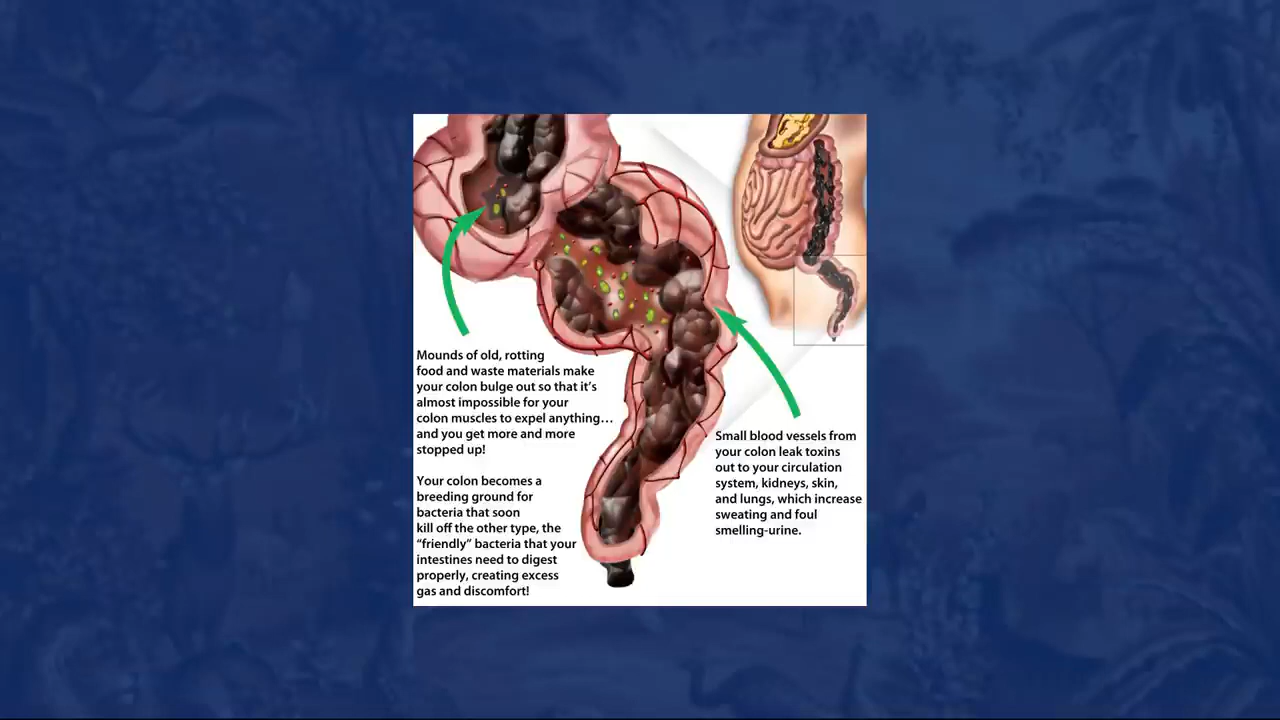 Mounds of old, rotting
food and waste materials make
your colon bulge out so that it’s
almost impossible for your
colon muscles to expel anything…
and you get more and more
stopped up!
Your colon becomes a
breeding ground for
bacteria that soon
kill off the other type, the
“friendly” bacteria that your
intestines need to digest
properly, creating excess
gas and discomfort!
Small blood vessels from
your colon leak toxins
out to your circulation
system, kidneys, skin,
and lungs, which increase
sweating and foul
smelling-urine.